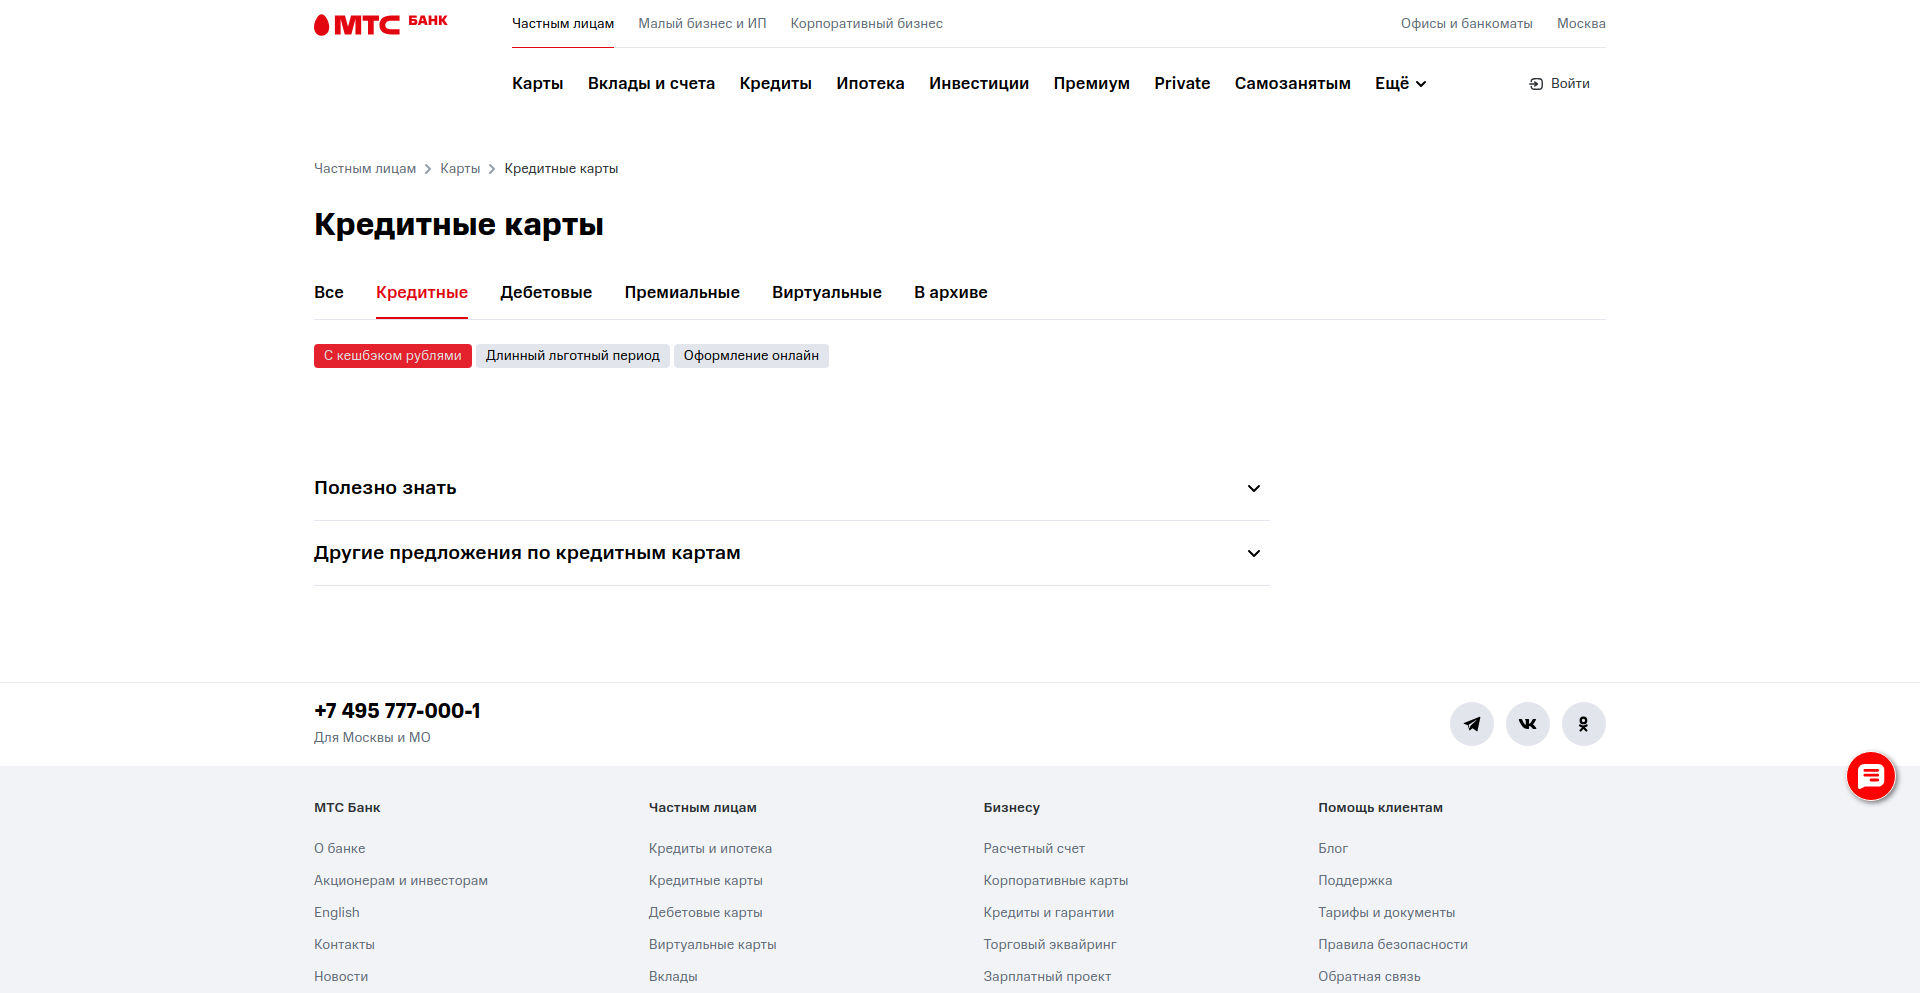 МТС БАНК
Частным лицам Малый бизнес и ИП Корпоративный бизнес Офисы и банкоматы Москва
Карты Вклады и счета Кредиты Ипотека Инвестиции Премиум Private Самозанятым Ещё Войти
Частным лицам Карты Кредитные карты
Кредитные карты
Все Кредитные Дебетовые Премиальные Виртуальные В архиве
С кешбэком рублями Длинный льготный период Оформление онлайн
Полезно знать
Другие предложения по кредитным картам
+7 495 777-000-1
Для Москвы и МО
МТС Банк Частным лицам Бизнесу Помощь клиентам
О банке Кредиты и ипотека Расчетный счет Блог
Акционерам и инвесторам Кредитные карты Корпоративные карты Поддержка
English Дебетовые карты Кредиты и гарантии Тарифы и документы
Контакты Виртуальные карты Торговый эквайринг Правила безопасности
Новости Вклады Зарплатный проект Обратная связь